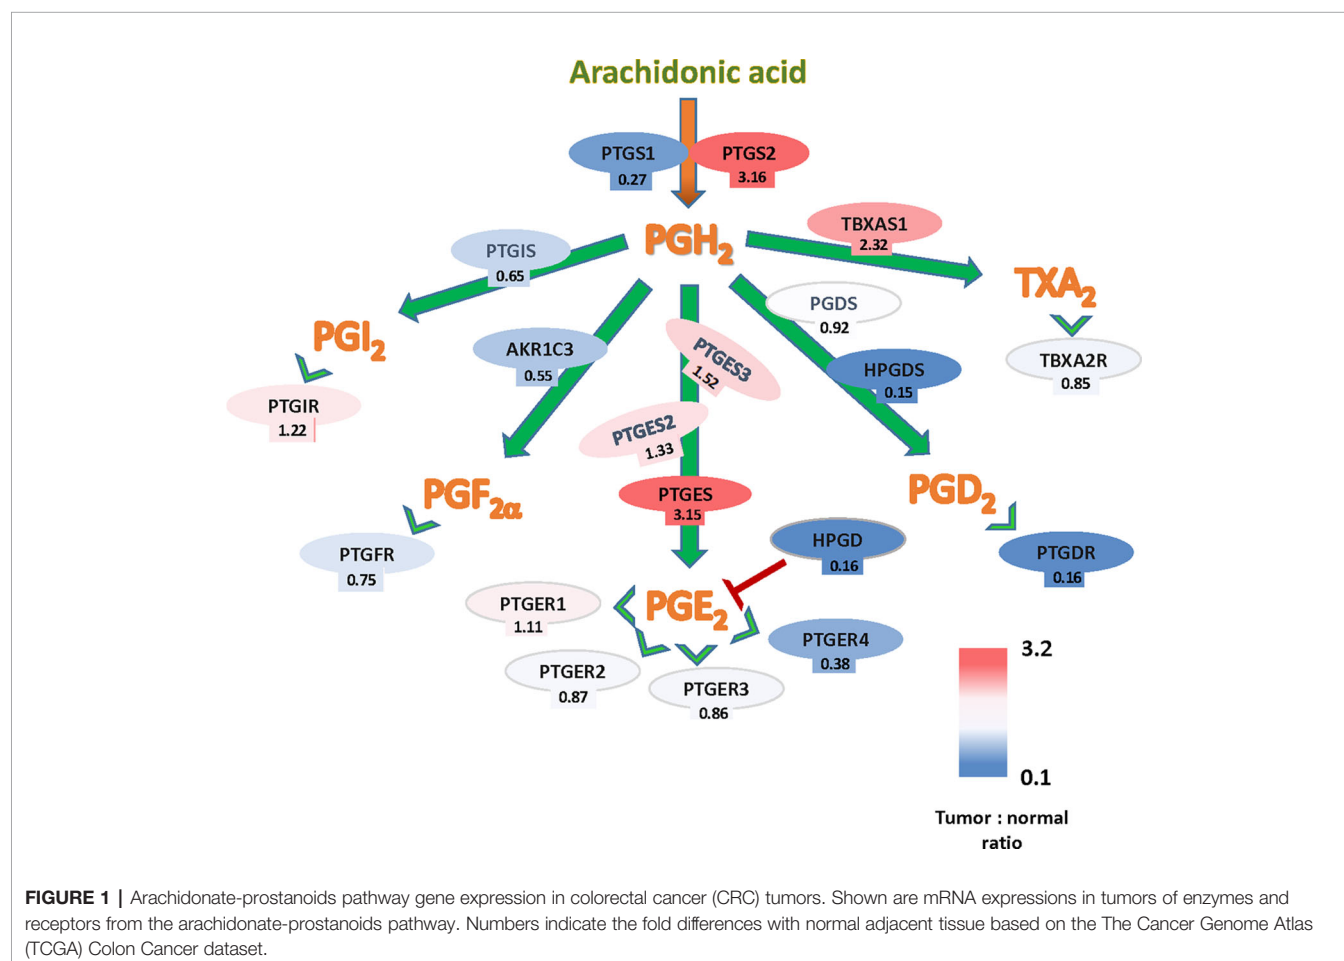 Arachidonic acid
PTGS1
0.27
PTGS2
3.16
PGH2
TBXAS1
2.32
PTGIS
0.65
TXA2
PGDS
0.92
PGI2
AKR1C3
0.55
PTGES3
1.52
HPGDS
0.15
TBXA2R
0.85
PTGIR
1.22
PTGES2
1.33
PTGES
3.15
PGF2α
PGD2
PTGFR
0.75
HPGD
0.16
PTGDR
0.16
PTGER1
1.11
PGE2
PTGER4
0.38
PTGER2
0.87
PTGER3
0.86
3.2
0.1
Tumor : normal
ratio
FIGURE 1 | Arachidonate-prostanoids pathway gene expression in colorectal cancer (CRC) tumors. Shown are mRNA expressions in tumors of enzymes and
receptors from the arachidonate-prostanoids pathway. Numbers indicate the fold differences with normal adjacent tissue based on the The Cancer Genome Atlas
(TCGA) Colon Cancer dataset.